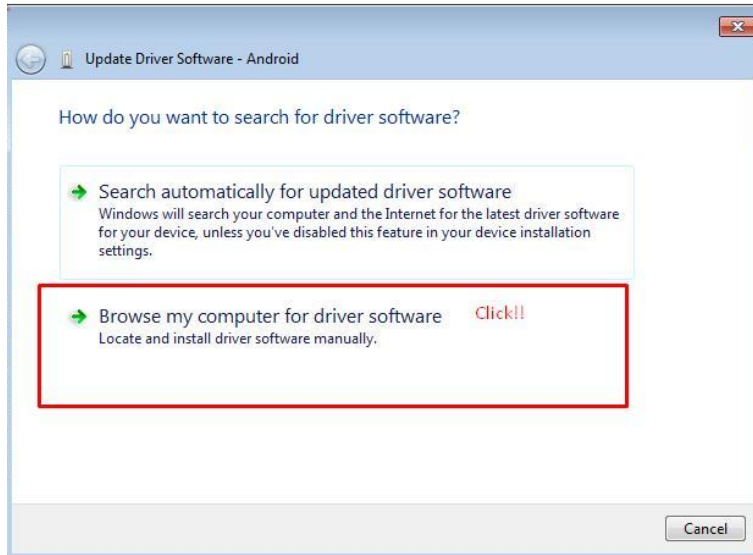 Update Driver Software - Android
How do you want to search for driver software?
Search automatically for updated driver software
Windows will search your computer and the Internet for the latest driver software
for your device, unless you've disabled this feature in your device installation
settings.
Browse my computer for driver software Click!!
Locate and install driver software manually.
Cancel